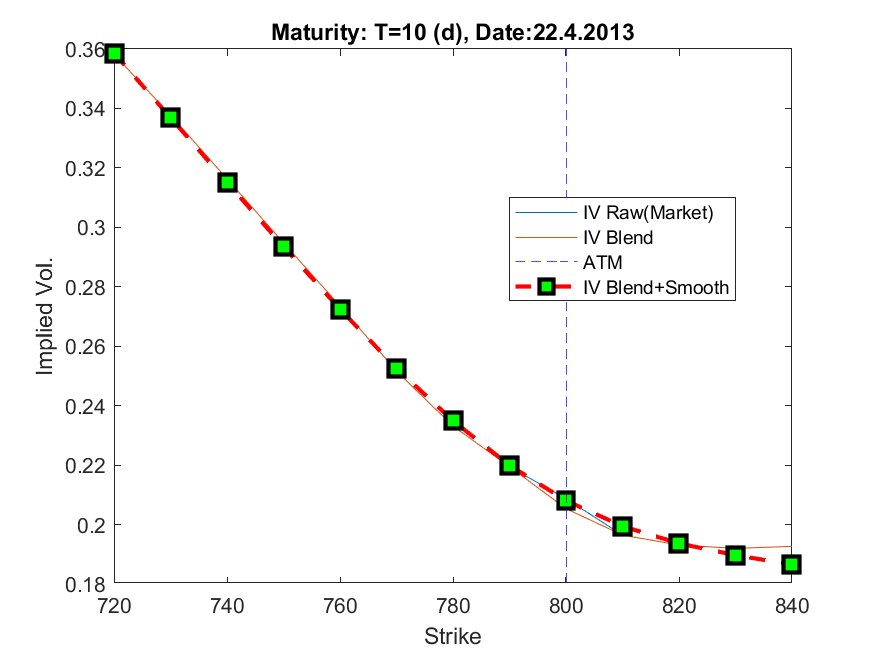 Maturity: T=10 (d), Date:22.4.2013
0.36
0.34
0.32
0.3
0.28
0.26
0.24
0.22
0.2
0.18
Implied Vol.
IV Raw(Market)
IV Blend
ATM
IV Blend+Smooth
720 740 760 780 800 820 840
Strike